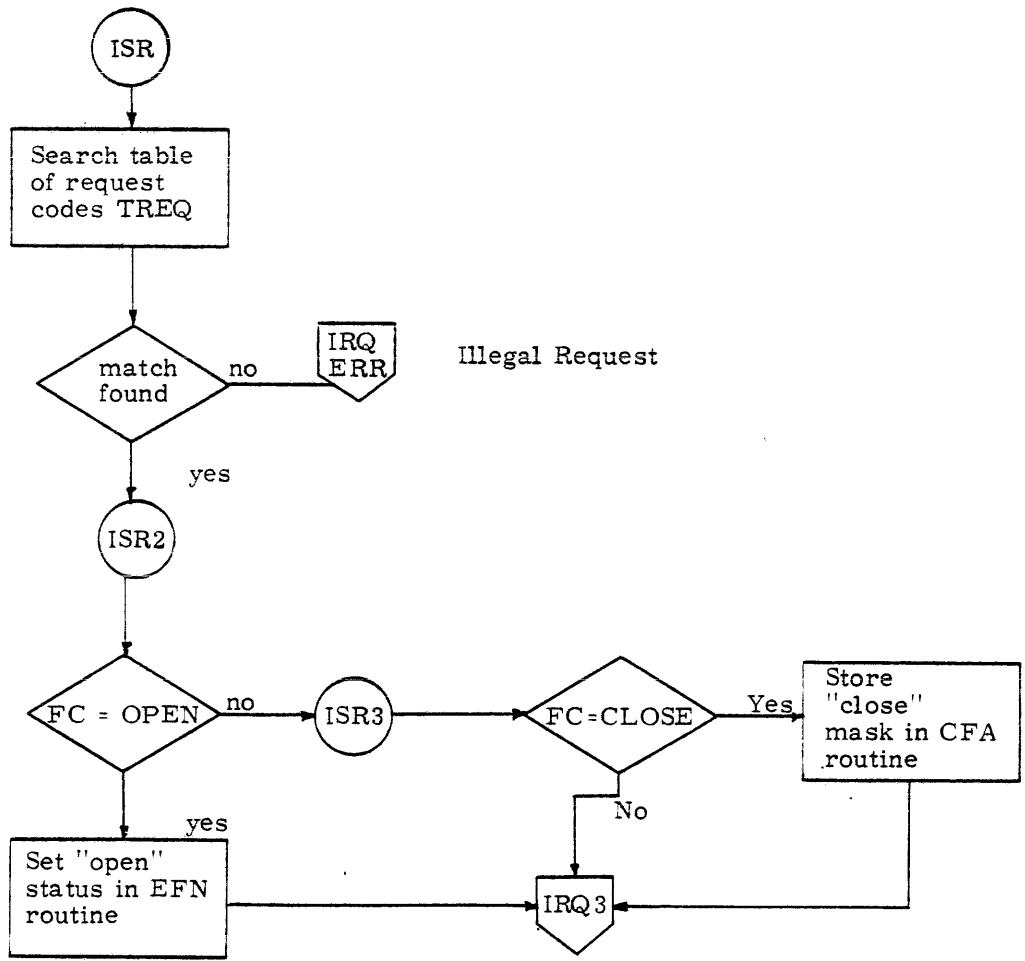 ISR
Search table
of request
codes TREQ
match
found
no
IRQ
ERR
Illegal Request
yes
ISR2
FC = OPEN
no
ISR3
FC=CLOSE
Yes
Store
"close"
mask in CFA
routine
No
yes
Set "open"
status in EFN
routine
IRQ3